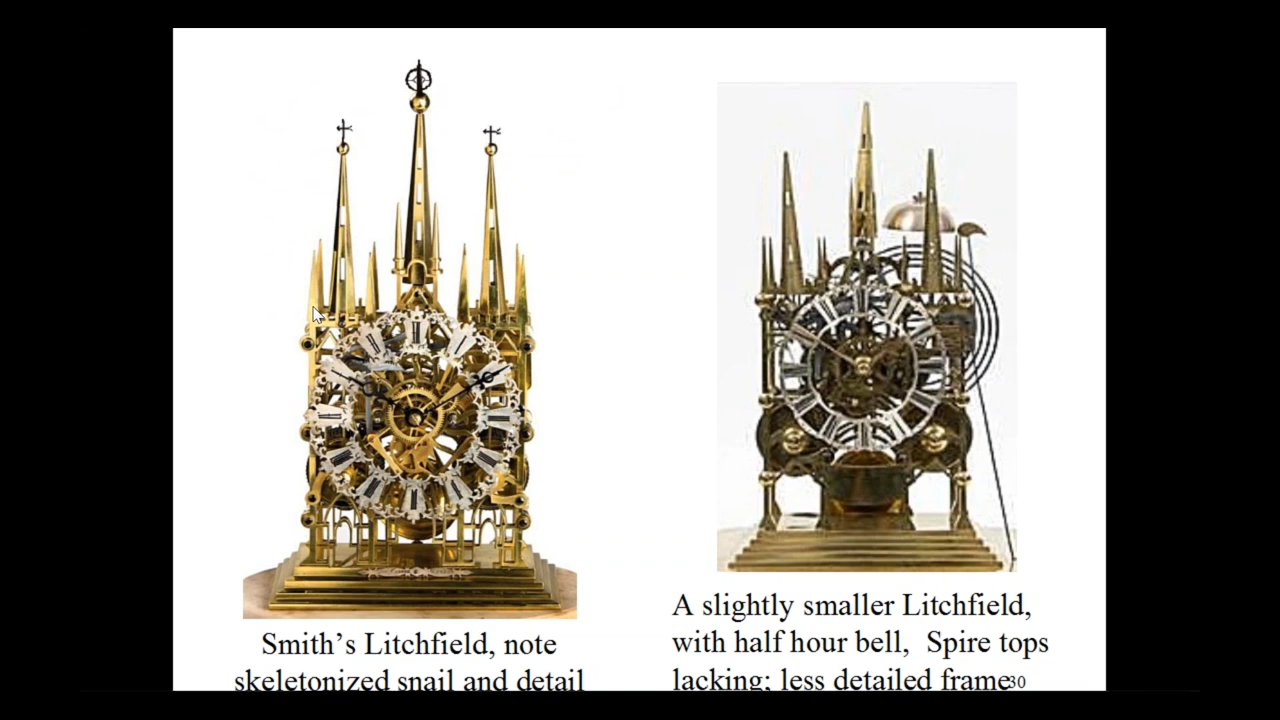 Smith’s Litchfield, note
skeletonized snail and detail
A slightly smaller Litchfield,
with half hour bell,  Spire tops
lacking; less detailed frame
30